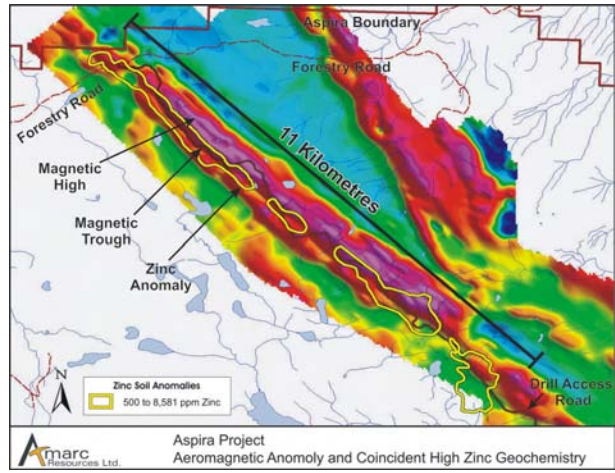 Aspira Boundary
Forestry Road
Forestry Road
11 Kilometres
Magnetic
High
Magnetic
Trough
Zinc
Anomaly
Drill Access
Road
N
Zinc Soil Anomalies
500 to 8,581 ppm Zinc
Amarc
RESOURCES LTD.
Aspira Project
Aeromagnetic Anomoly and Coincident High Zinc Geochemistry